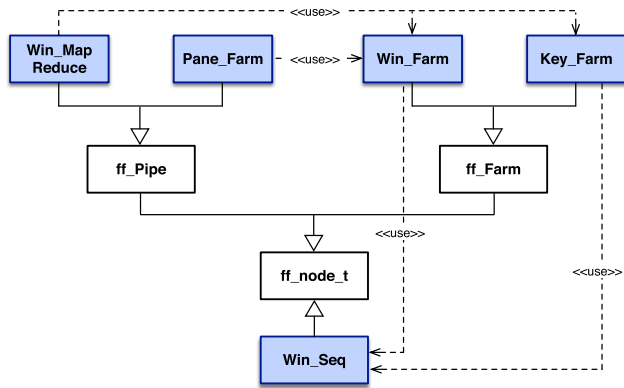 <<use>>
Win_Map
Reduce
Pane_Farm
<<use>>
Win_Farm
Key_Farm
ff_Pipe
ff_Farm
<<use>>
ff_node_t
<<use>>
Win_Seq